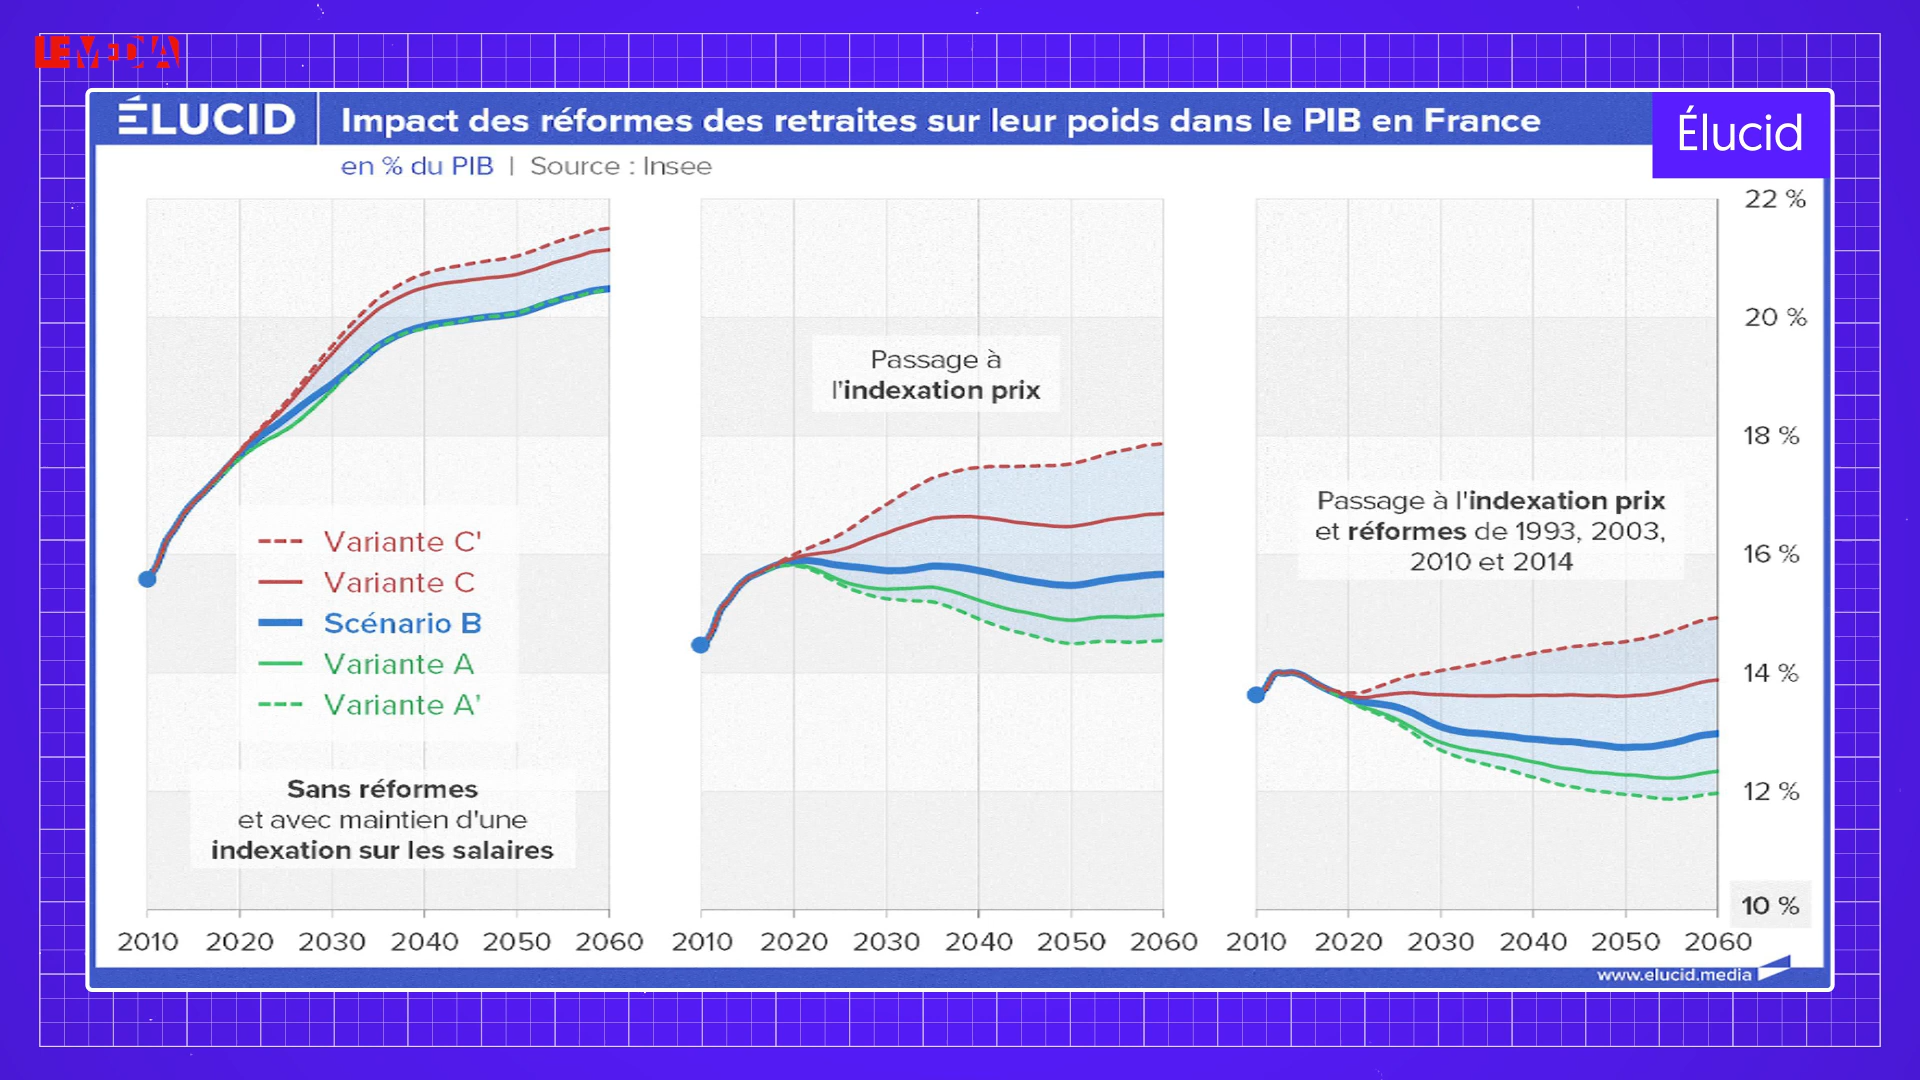 LEMEDIA
ÉLUCID
Impact des réformes des retraites sur leur poids dans le PIB en France
Élucid
en % du PIB | Source : Insee
22 %
20 %
18 %
16 %
14 %
12 %
10 %
Variante C'
Variante C
Scénario B
Variante A
Variante A'
Sans réformes
et avec maintien d'une
indexation sur les salaires
Passage à
l'indexation prix
Passage à l'indexation prix
et réformes de 1993, 2003,
2010 et 2014
2010 2020 2030 2040 2050 2060
2010 2020 2030 2040 2050 2060
2010 2020 2030 2040 2050 2060
www.elucid.media